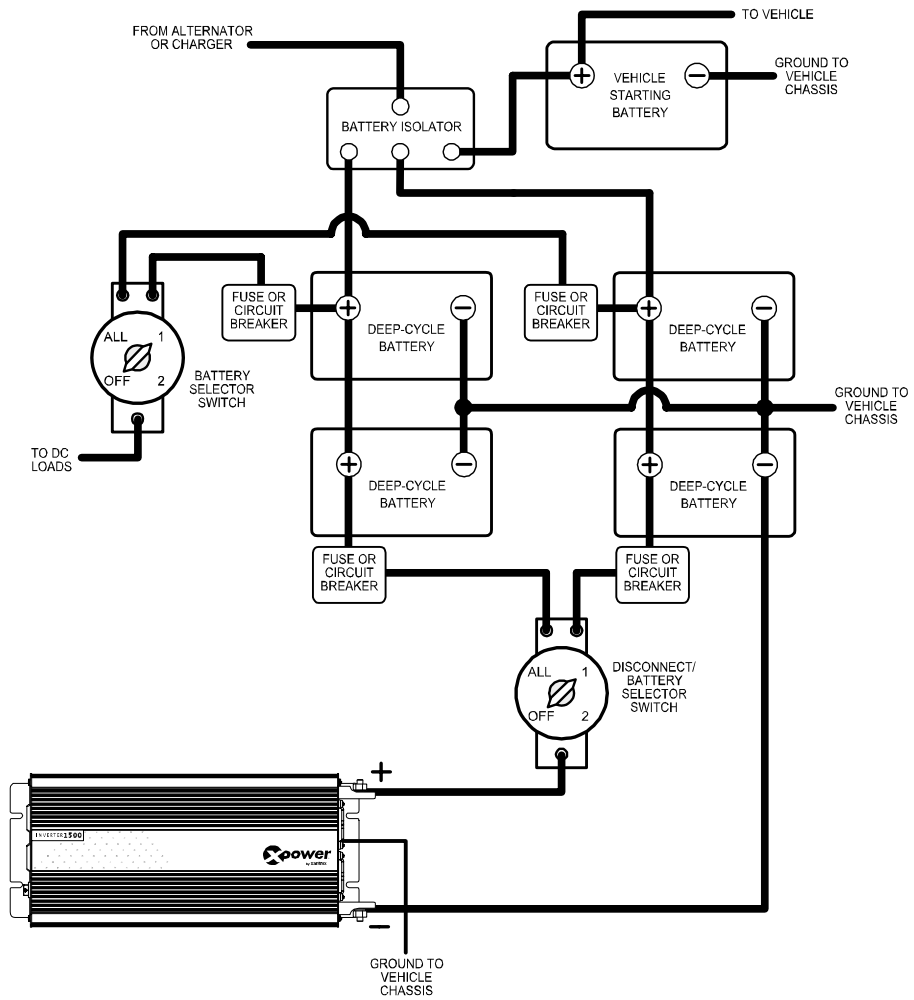 TO VEHICLE
FROM ALTERNATOR
OR CHARGER
GROUND TO
VEHICLE
CHASSIS
+
−
VEHICLE
STARTING
BATTERY
BATTERY ISOLATOR
FUSE OR
CIRCUIT
BREAKER
+
−
DEEP-CYCLE
BATTERY
FUSE OR
CIRCUIT
BREAKER
+
−
DEEP-CYCLE
BATTERY
ALL 1
OFF 2
BATTERY
SELECTOR
SWITCH
GROUND TO
VEHICLE
CHASSIS
TO DC
LOADS
+
−
DEEP-CYCLE
BATTERY
+
−
DEEP-CYCLE
BATTERY
FUSE OR
CIRCUIT
BREAKER
FUSE OR
CIRCUIT
BREAKER
ALL 1
OFF 2
DISCONNECT/
BATTERY
SELECTOR
SWITCH
+
INVERTER1500
Xpower
by xantrex
−
GROUND TO
VEHICLE
CHASSIS